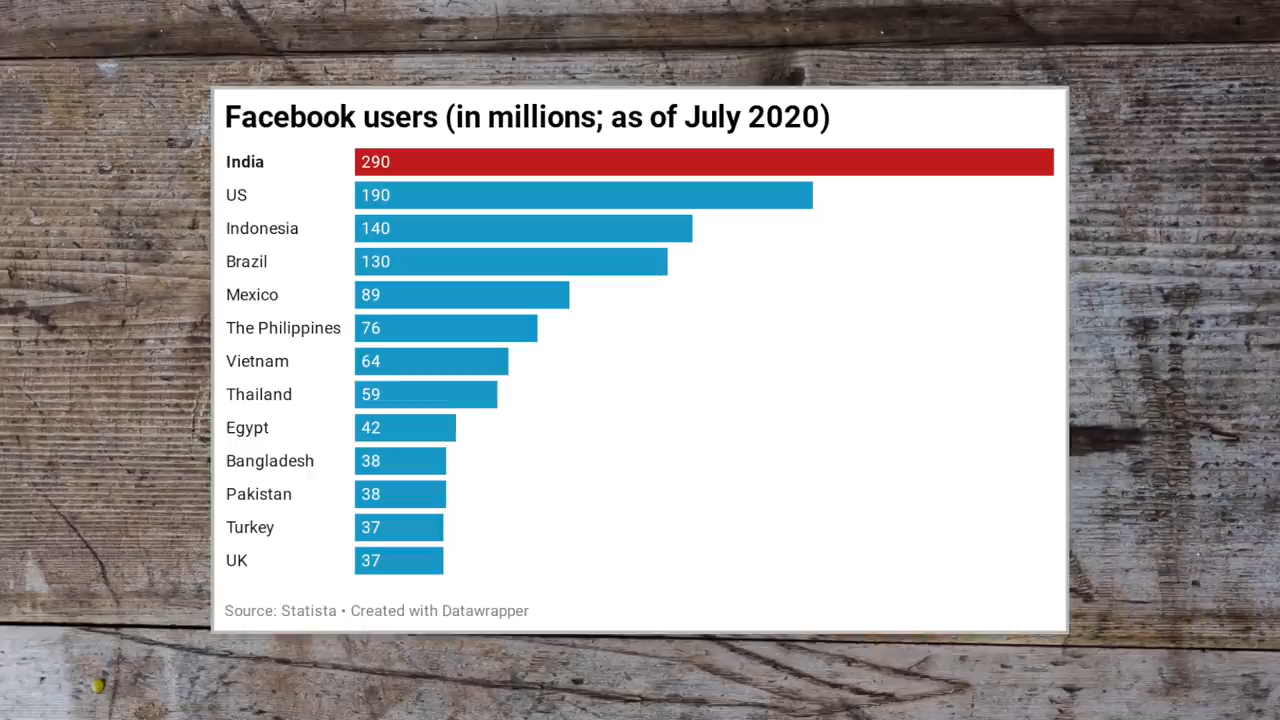 Facebook users (in millions; as of July 2020)
India 290
US 190
Indonesia 140
Brazil 130
Mexico 89
The Philippines 76
Vietnam 64
Thailand 59
Egypt 42
Bangladesh 38
Pakistan 38
Turkey 37
UK 37
Source: Statista • Created with Datawrapper